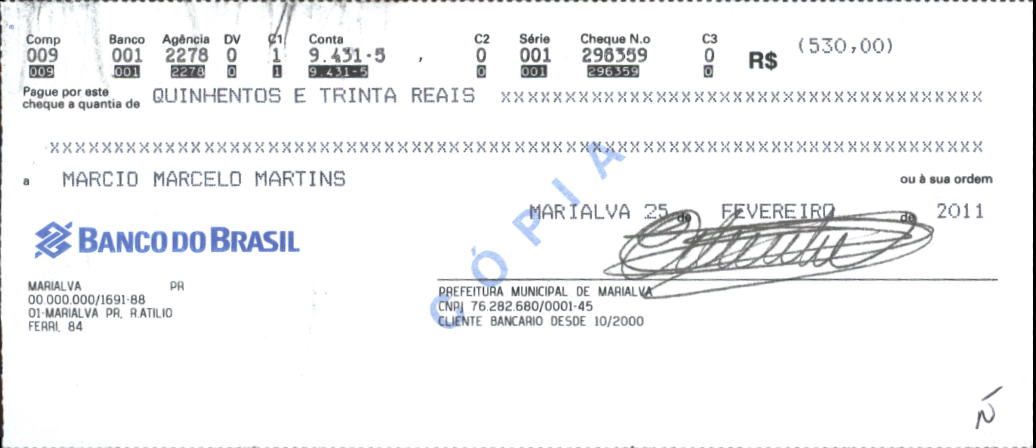 Comp Banco Agência DV C1 Conta C2 Série Cheque N.o C3
009 001 2278 0 1 9.431-5 , 0 001 296359 0 R$ (530,00)
009 001 2278 0 1 9.431-5 0 001 296359 0
Pague por este
cheque a quantia de QUINHENTOS E TRINTA REAIS XXXXXXXXXXXXXXXXXXXXXXXXXXXXXXXXXXXXXX
XXXXXXXXXXXXXXXXXXXXXXXXXXXXXXXXXXXXXXXXXXXXXXXXXXXXXXXXXXXXXXXXXXXXXXXXXXXXXX
a MARCIO MARCELO MARTINS ou à sua ordem
MARIALVA 25 de FEVEREIRO de 2011
BANCO DO BRASIL
CÓPIA
MARIALVA PR
00.000.000/1691-88
01-MARIALVA PR, R.ATILIO
FERRI, 84
PREFEITURA MUNICIPAL DE MARIALVA
CNPJ 76.282.680/0001-45
CLIENTE BANCARIO DESDE 10/2000